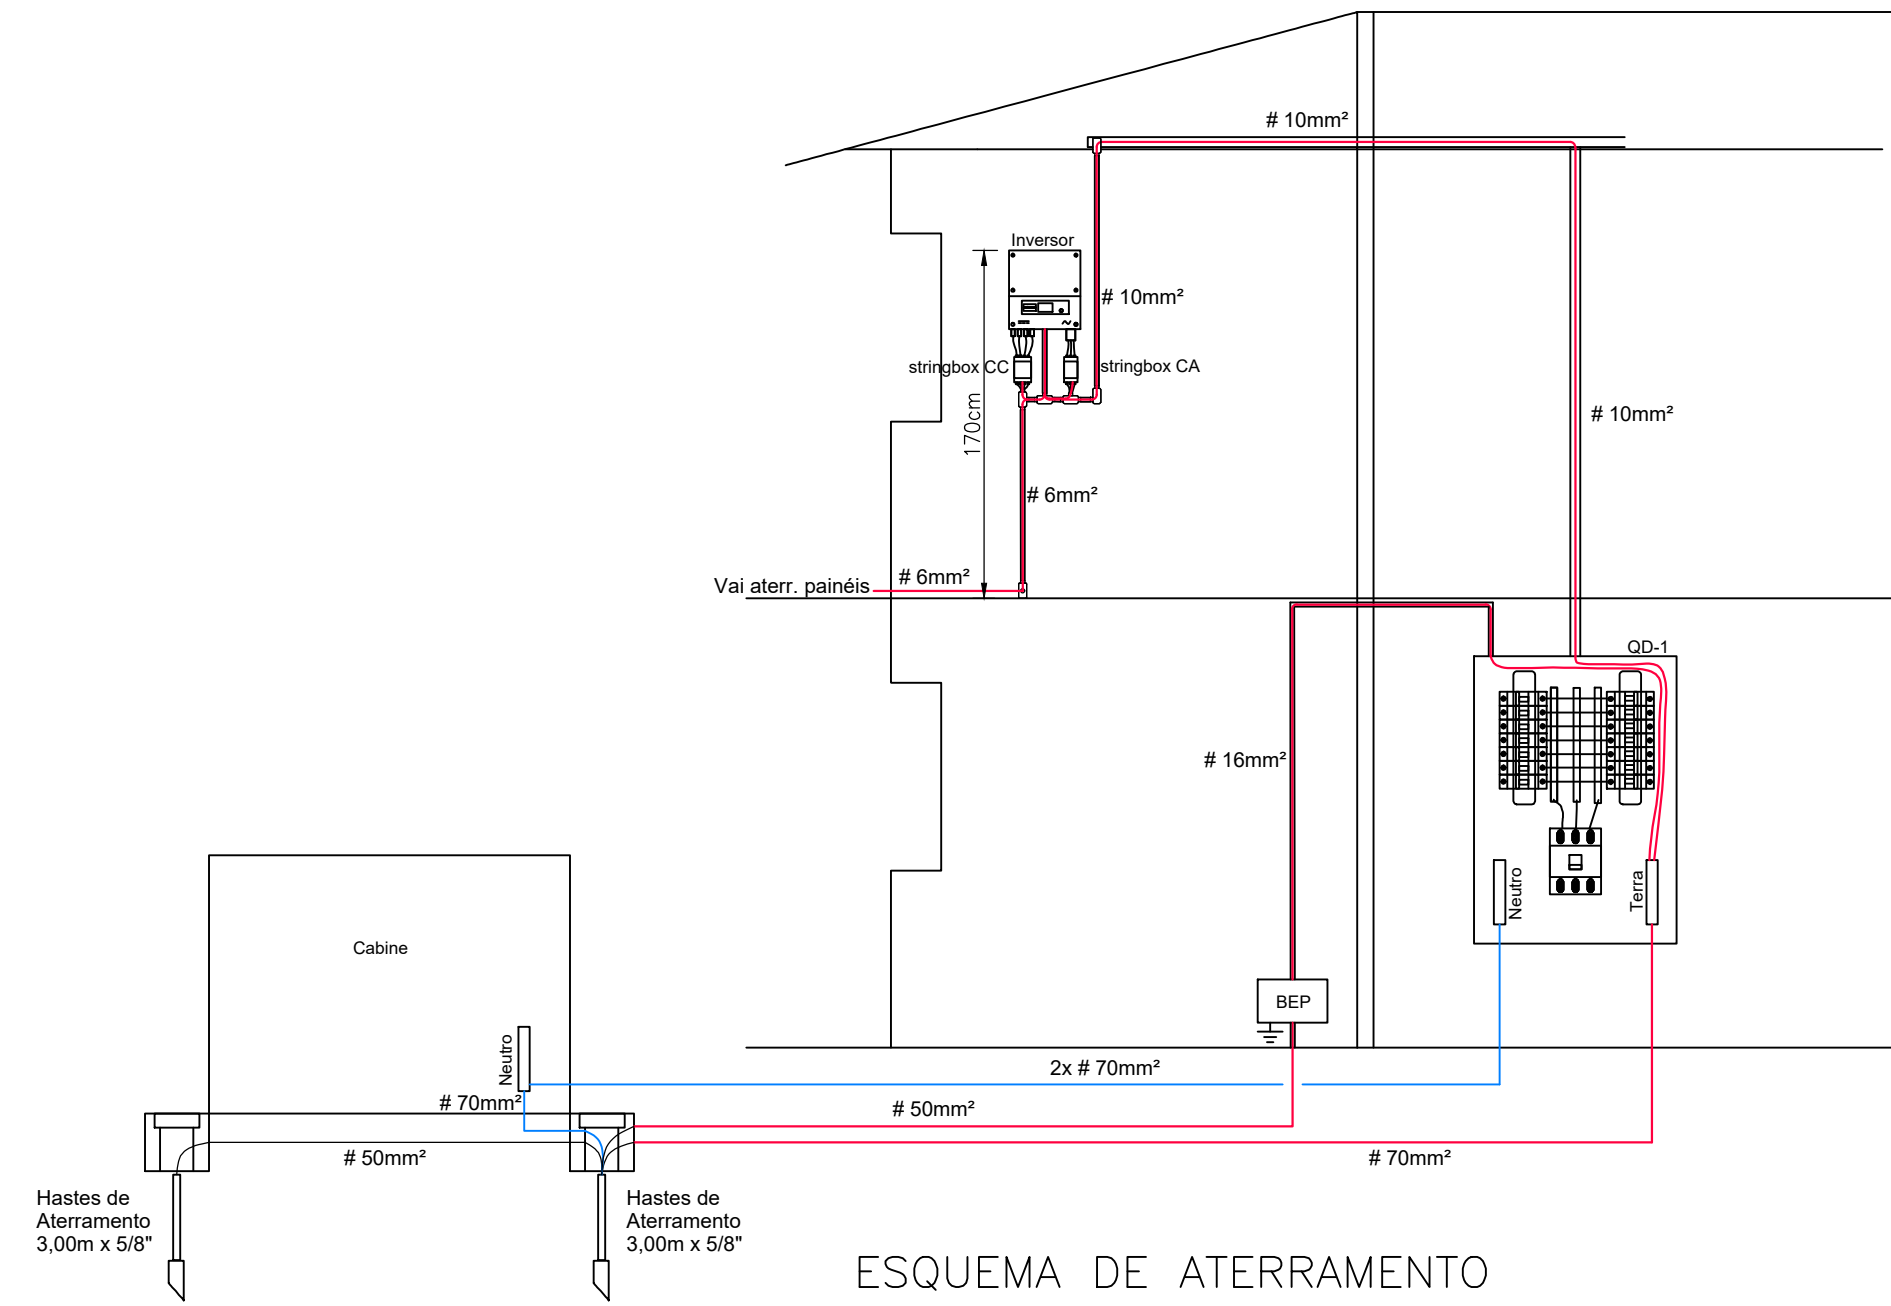 # 10mm²
Inversor
# 10mm²
stringbox CC
stringbox CA
170cm
# 10mm²
# 6mm²
Vai aterr. painéis
# 6mm²
QD-1
# 16mm²
Neutro
Terra
Cabine
BEP
Neutro
2x # 70mm²
# 70mm²
# 50mm²
# 50mm²
# 70mm²
Hastes de
Aterramento
3,00m x 5/8"
Hastes de
Aterramento
3,00m x 5/8"
ESQUEMA DE ATERRAMENTO